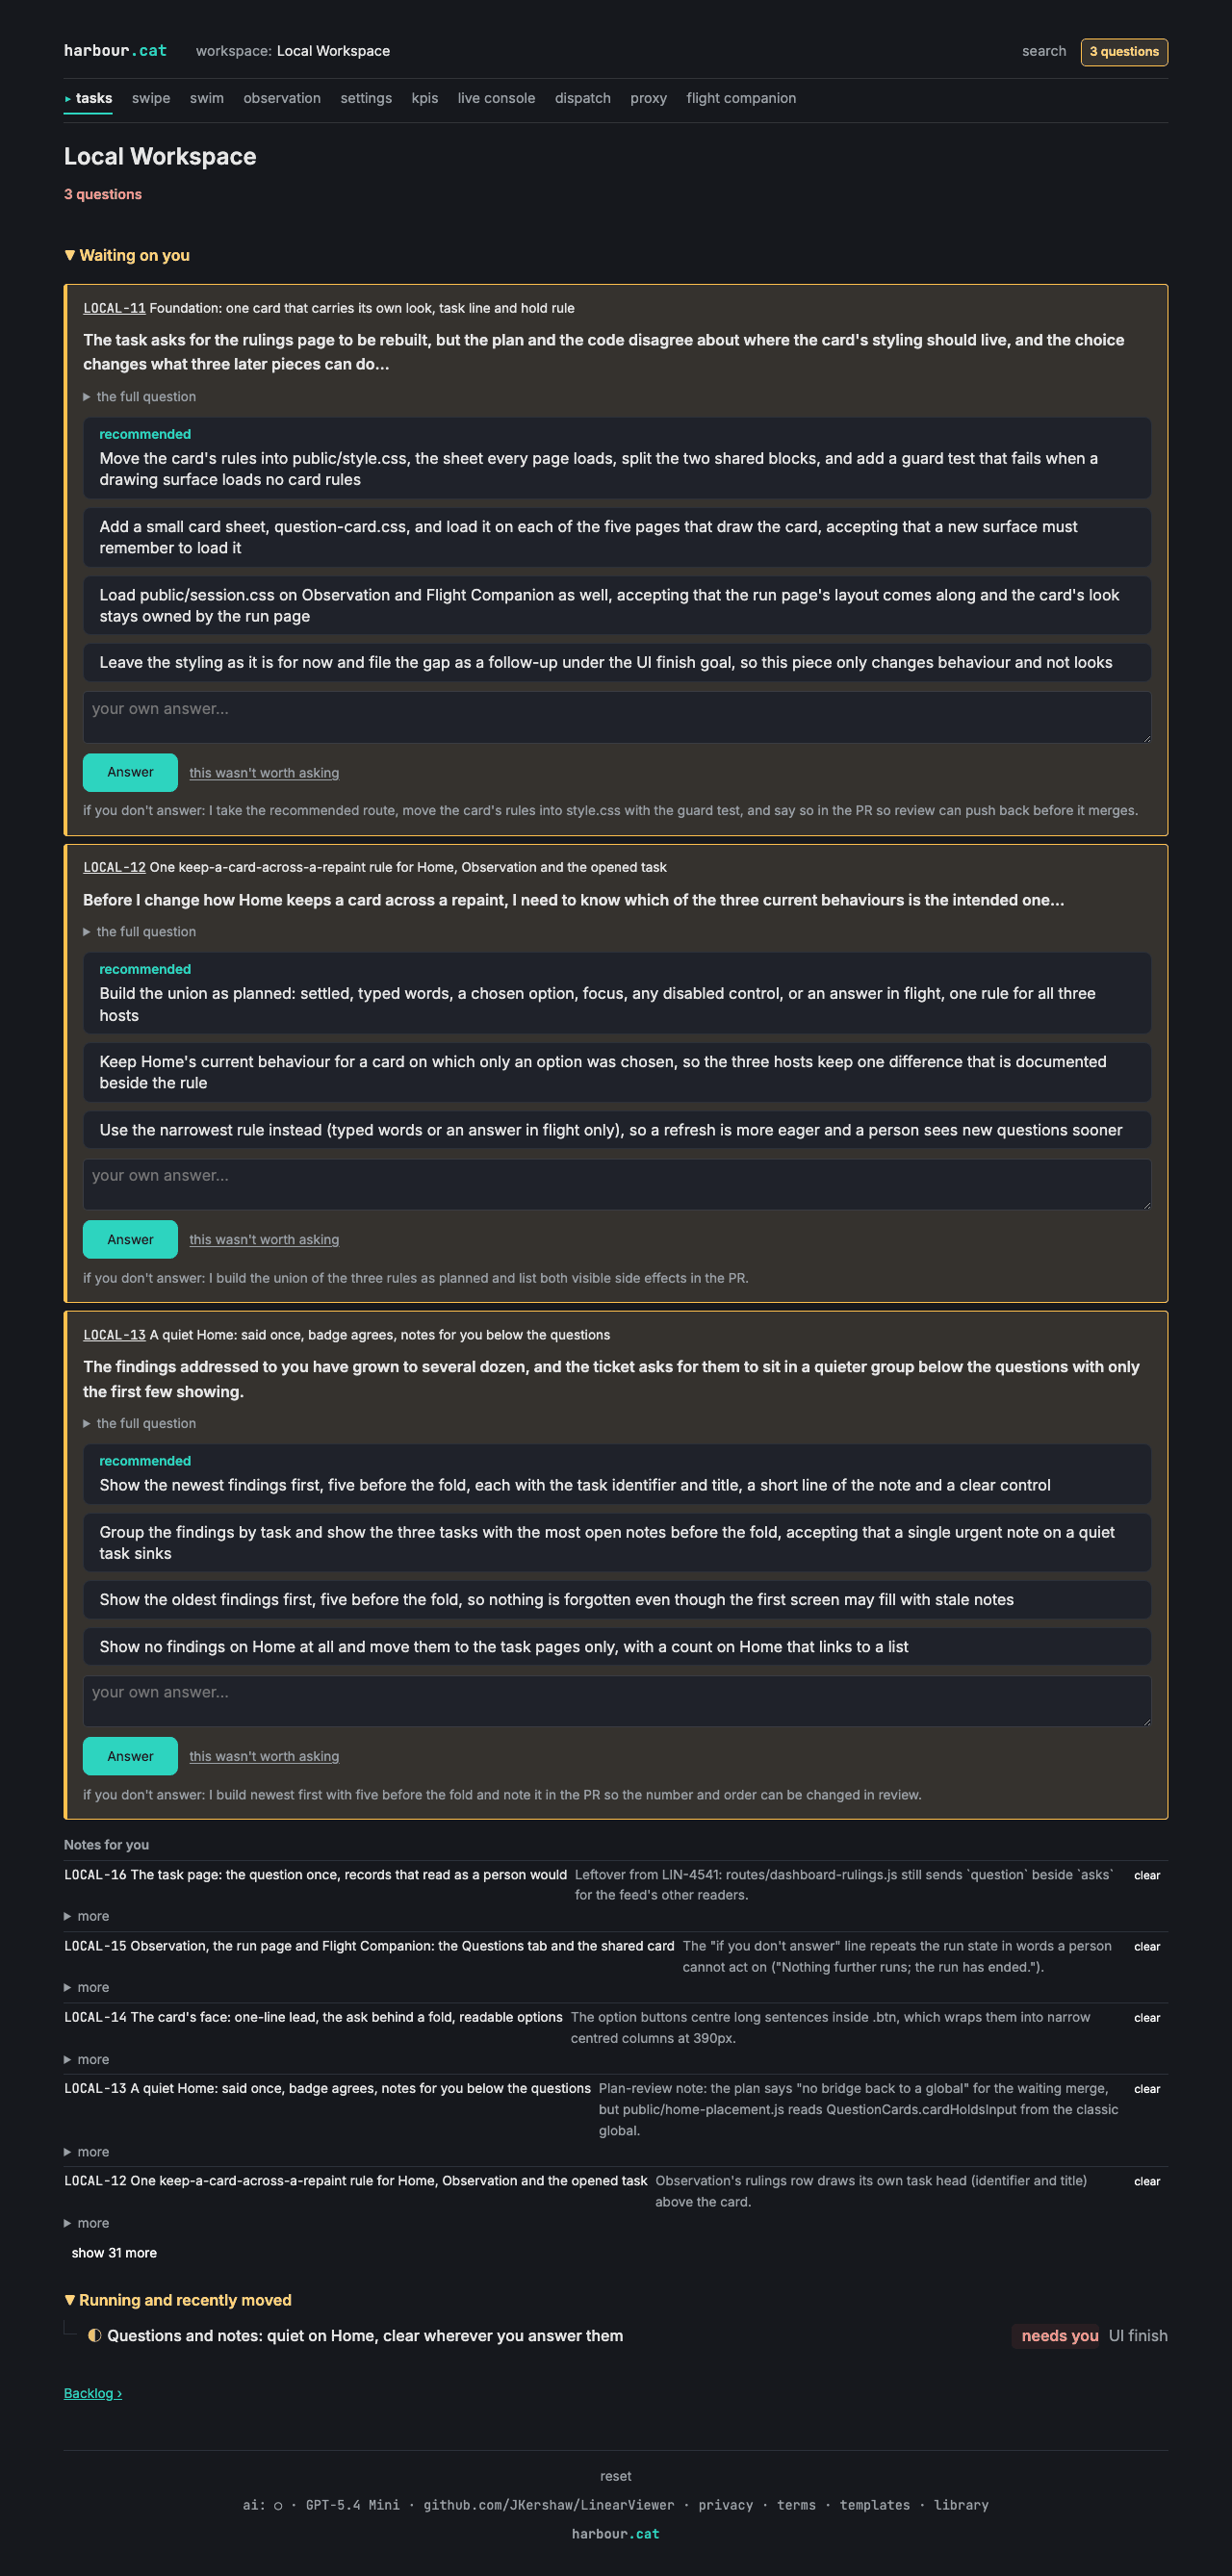 harbour.cat workspace: Local Workspace search 3 questions
▸ tasks swipe swim observation settings kpis live console dispatch proxy flight companion
Local Workspace
3 questions
▼ Waiting on you
LOCAL-11 Foundation: one card that carries its own look, task line and hold rule
The task asks for the rulings page to be rebuilt, but the plan and the code disagree about where the card's styling should live, and the choice
changes what three later pieces can do…
▶ the full question
recommended
Move the card's rules into public/style.css, the sheet every page loads, split the two shared blocks, and add a guard test that fails when a
drawing surface loads no card rules
Add a small card sheet, question-card.css, and load it on each of the five pages that draw the card, accepting that a new surface must
remember to load it
Load public/session.css on Observation and Flight Companion as well, accepting that the run page's layout comes along and the card's look
stays owned by the run page
Leave the styling as it is for now and file the gap as a follow-up under the UI finish goal, so this piece only changes behaviour and not looks
your own answer…
Answer this wasn't worth asking
if you don't answer: I take the recommended route, move the card's rules into style.css with the guard test, and say so in the PR so review can push back before it merges.
LOCAL-12 One keep-a-card-across-a-repaint rule for Home, Observation and the opened task
Before I change how Home keeps a card across a repaint, I need to know which of the three current behaviours is the intended one…
▶ the full question
recommended
Build the union as planned: settled, typed words, a chosen option, focus, any disabled control, or an answer in flight, one rule for all three
hosts
Keep Home's current behaviour for a card on which only an option was chosen, so the three hosts keep one difference that is documented
beside the rule
Use the narrowest rule instead (typed words or an answer in flight only), so a refresh is more eager and a person sees new questions sooner
your own answer…
Answer this wasn't worth asking
if you don't answer: I build the union of the three rules as planned and list both visible side effects in the PR.
LOCAL-13 A quiet Home: said once, badge agrees, notes for you below the questions
The findings addressed to you have grown to several dozen, and the ticket asks for them to sit in a quieter group below the questions with only
the first few showing.
▶ the full question
recommended
Show the newest findings first, five before the fold, each with the task identifier and title, a short line of the note and a clear control
Group the findings by task and show the three tasks with the most open notes before the fold, accepting that a single urgent note on a quiet
task sinks
Show the oldest findings first, five before the fold, so nothing is forgotten even though the first screen may fill with stale notes
Show no findings on Home at all and move them to the task pages only, with a count on Home that links to a list
your own answer…
Answer this wasn't worth asking
if you don't answer: I build newest first with five before the fold and note it in the PR so the number and order can be changed in review.
Notes for you
LOCAL-16 The task page: the question once, records that read as a person would Leftover from LIN-4541: routes/dashboard-rulings.js still sends `question` beside `asks` clear
for the feed's other readers.
▶ more
LOCAL-15 Observation, the run page and Flight Companion: the Questions tab and the shared card The "if you don't answer" line repeats the run state in words a person clear
cannot act on ("Nothing further runs; the run has ended.").
▶ more
LOCAL-14 The card's face: one-line lead, the ask behind a fold, readable options The option buttons centre long sentences inside .btn, which wraps them into narrow clear
centred columns at 390px.
▶ more
LOCAL-13 A quiet Home: said once, badge agrees, notes for you below the questions Plan-review note: the plan says "no bridge back to a global" for the waiting merge, clear
but public/home-placement.js reads QuestionCards.cardHoldsInput from the classic
global.
▶ more
LOCAL-12 One keep-a-card-across-a-repaint rule for Home, Observation and the opened task Observation's rulings row draws its own task head (identifier and title) clear
above the card.
▶ more
show 31 more
▼ Running and recently moved
Questions and notes: quiet on Home, clear wherever you answer them needs you UI finish
Backlog ›
reset
ai: ○ · GPT-5.4 Mini · github.com/JKershaw/LinearViewer · privacy · terms · templates · library
harbour.cat